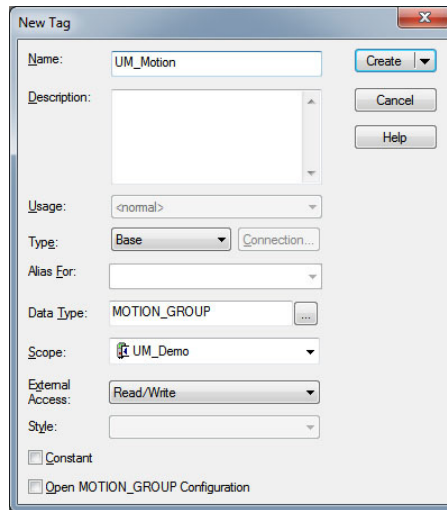 New Tag
Name: UM_Motion Create
Description: Cancel
Help
Usage: <normal>
Type: Base Connection...
Alias For:
Data Type: MOTION_GROUP ...
Scope: UM_Demo
External
Access: Read/Write
Style:
Constant
Open MOTION_GROUP Configuration